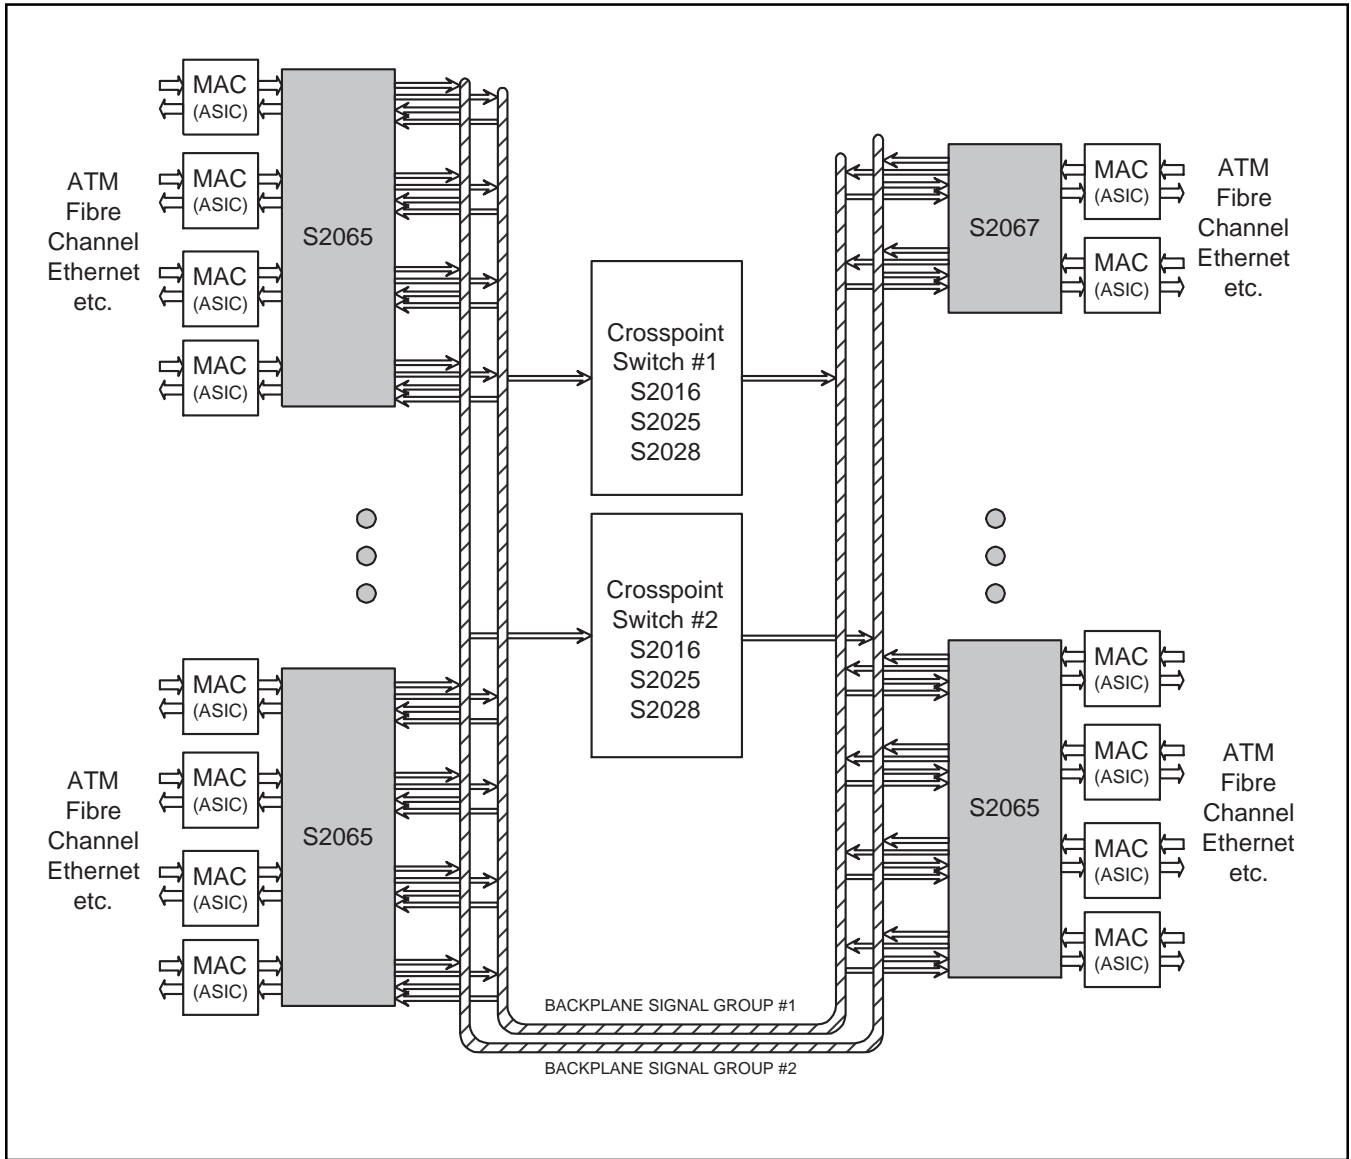 MAC
(ASIC)
MAC
(ASIC)
MAC
(ASIC)
MAC
(ASIC)
ATM
Fibre
Channel
Ethernet
etc.
S2065
Crosspoint
Switch #1
S2016
S2025
S2028
S2067
MAC
(ASIC)
MAC
(ASIC)
ATM
Fibre
Channel
Ethernet
etc.
Crosspoint
Switch #2
S2016
S2025
S2028
MAC
(ASIC)
MAC
(ASIC)
MAC
(ASIC)
MAC
(ASIC)
ATM
Fibre
Channel
Ethernet
etc.
S2065
S2065
MAC
(ASIC)
MAC
(ASIC)
MAC
(ASIC)
MAC
(ASIC)
ATM
Fibre
Channel
Ethernet
etc.
BACKPLANE SIGNAL GROUP #1
BACKPLANE SIGNAL GROUP #2